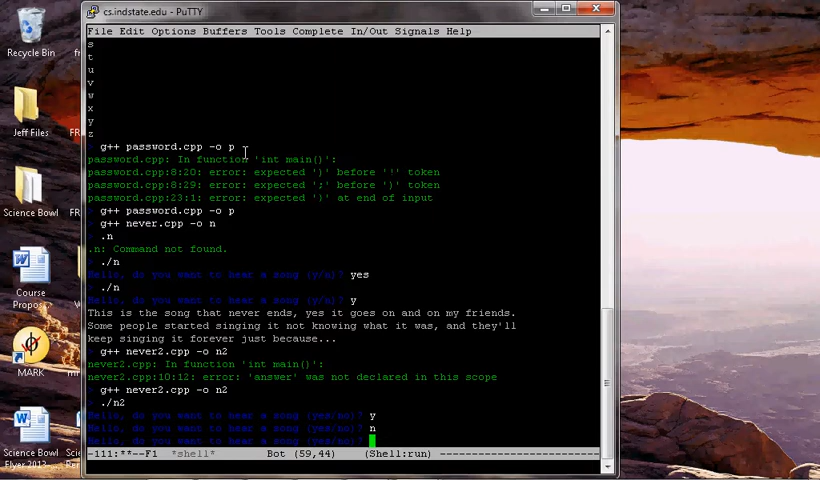 cs.indstate.edu - PuTTY
File Edit Options Buffers Tools Complete In/Out Signals Help
s
t
u
v
w
x
y
z
> g++ password.cpp -o p
password.cpp: In function 'int main()':
password.cpp:8:20: error: expected ')' before '!' token
password.cpp:8:29: error: expected ';' before ')' token
password.cpp:23:1: error: expected '}' at end of input
> g++ password.cpp -o p
> g++ never.cpp -o n
> .n
.n: Command not found.
> ./n
Hello, do you want to hear a song (y/n)? yes
> ./n
Hello, do you want to hear a song (y/n)? y
This is the song that never ends, yes it goes on and on my friends.
Some people started singing it not knowing what it was, and they'll
keep singing it forever just because...
> g++ never2.cpp -o n2
never2.cpp: In function 'int main()':
never2.cpp:10:12: error: 'answer' was not declared in this scope
> g++ never2.cpp -o n2
> ./n2
Hello, do you want to hear a song (yes/no)? y
Hello, do you want to hear a song (yes/no)? n
Hello, do you want to hear a song (yes/no)?
-111:**--F1 *shell* Bot (59,44) (Shell:run)
Recycle Bin
Jeff Files
Science Bowl
Course
Propos...
MARK
Science Bowl
Flyer 2013-...